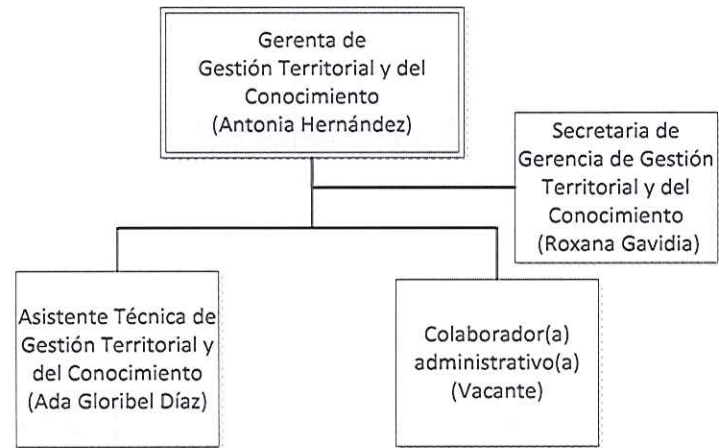 Gerenta de
Gestión Territorial y del
Conocimiento
(Antonia Hernández)
Secretaria de
Gerencia de Gestión
Territorial y del
Conocimiento
(Roxana Gavidia)
Asistente Técnica de
Gestión Territorial y
del Conocimiento
(Ada Gloribel Díaz)
Colaborador(a)
administrativo(a)
(Vacante)